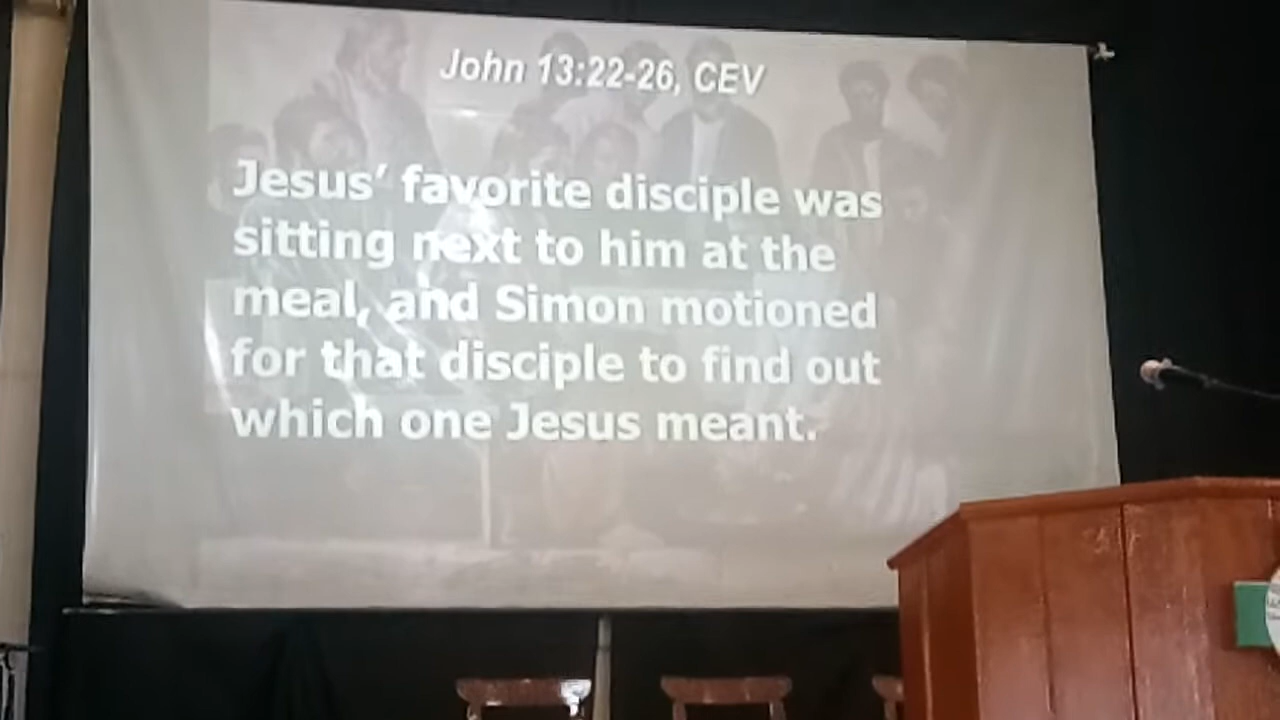 John 13:22-26, CEV
Jesus’ favorite disciple was
sitting next to him at the
meal, and Simon motioned
for that disciple to find out
which one Jesus meant.